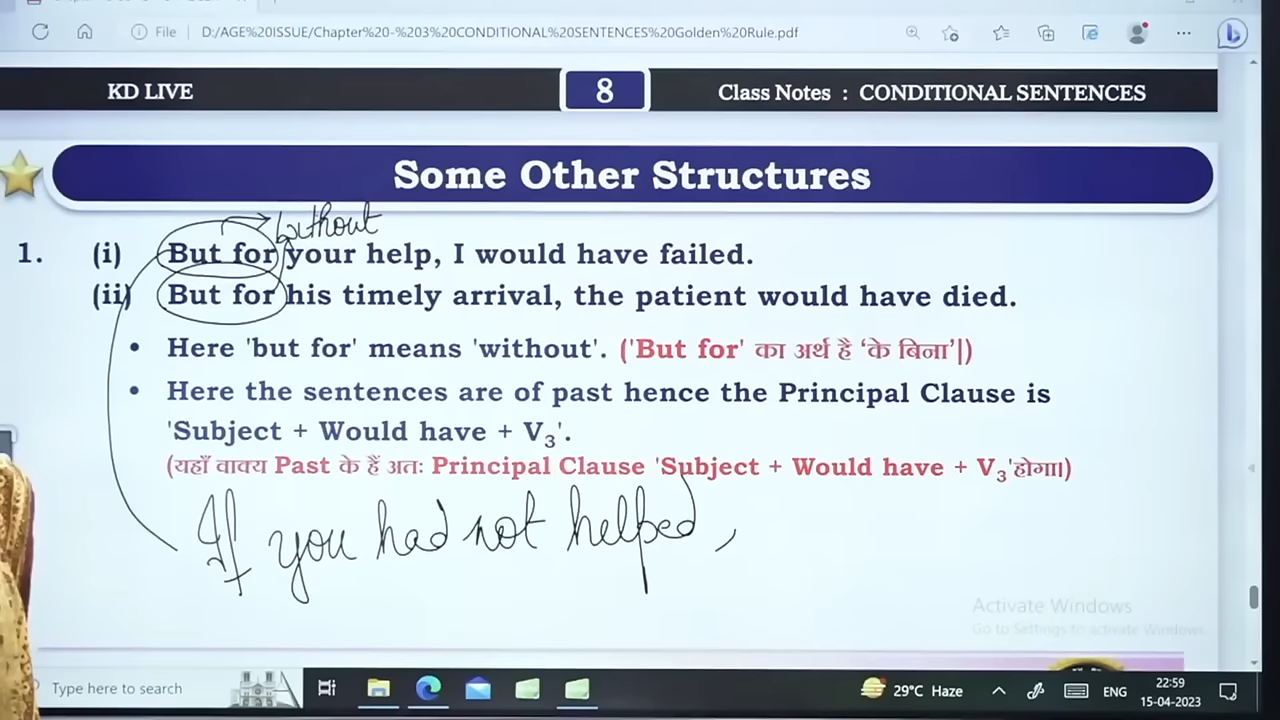 File | D:/AGE%20ISSUE/Chapter%20-%203%20CONDITIONAL%20SENTENCES%20Golden%20Rule.pdf
KD LIVE 8 Class Notes : CONDITIONAL SENTENCES
Some Other Structures
without
1. (i) But for your help, I would have failed.
(ii) But for his timely arrival, the patient would have died.
• Here 'but for' means 'without'. ('But for' का अर्थ है ‘के बिना’|)
• Here the sentences are of past hence the Principal Clause is
'Subject + Would have + V3'.
(यहाँ वाक्य Past के हैं अतः Principal Clause 'Subject + Would have + V3'होगा।)
If you had not helped,
Activate Windows
Go to Settings to activate Windows.
Type here to search 29°C Haze ENG 22:59
15-04-2023